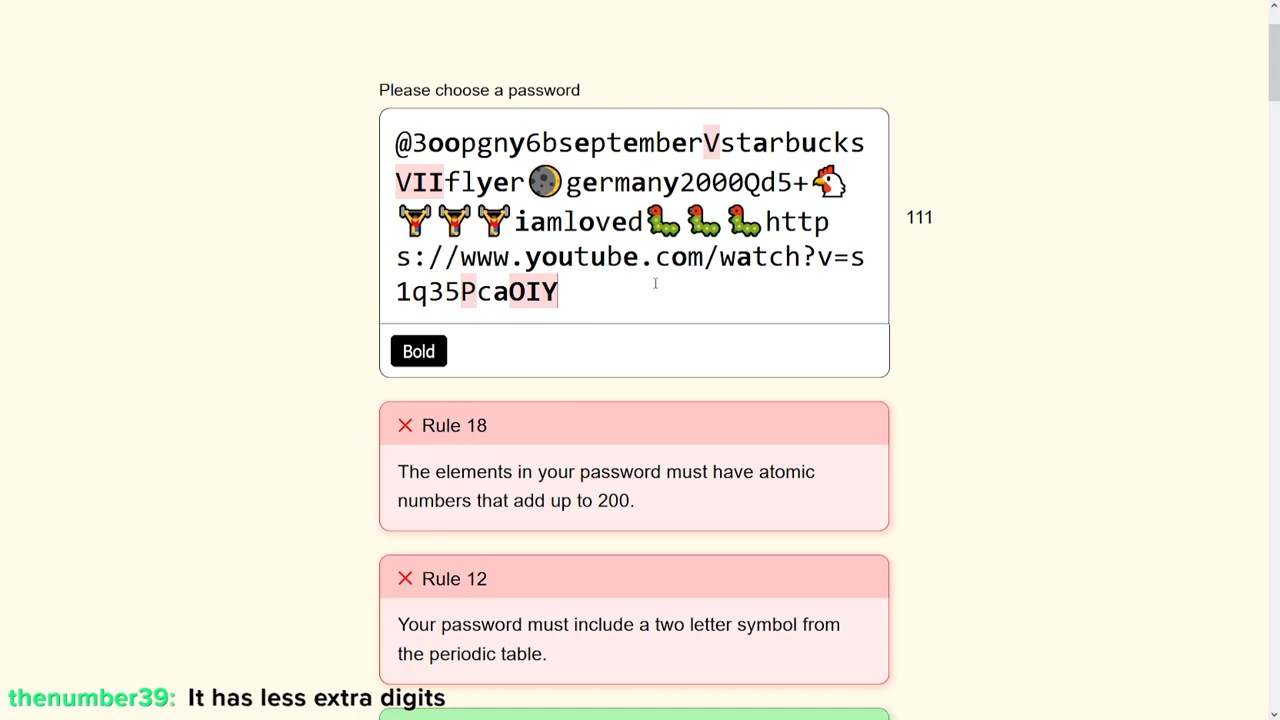 Please choose a password
@3oopgny6bseptemberVstarbucks
VIIflyer🌘germany2000Qd5+🐔
🏋️🏋️🏋️iamloved🐛🐛🐛http
s://www.youtube.com/watch?v=s
1q35PcaOIY
111
Bold
Rule 18
The elements in your password must have atomic
numbers that add up to 200.
Rule 12
Your password must include a two letter symbol from
the periodic table.
thenumber39: It has less extra digits